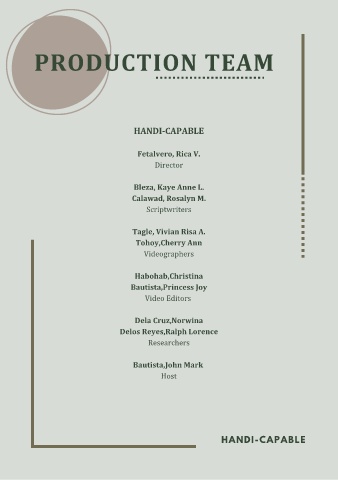 PRODUCTION TEAM
HANDI-CAPABLE
Fetalvero, Rica V.
Director
Bleza, Kaye Anne L.
Calawad, Rosalyn M.
Scriptwriters
Tagle, Vivian Risa A.
Tohoy,Cherry Ann
Videographers
Habohab,Christina
Bautista,Princess Joy
Video Editors
Dela Cruz,Norwina
Delos Reyes,Ralph Lorence
Researchers
Bautista,John Mark
Host
HANDI-CAPABLE